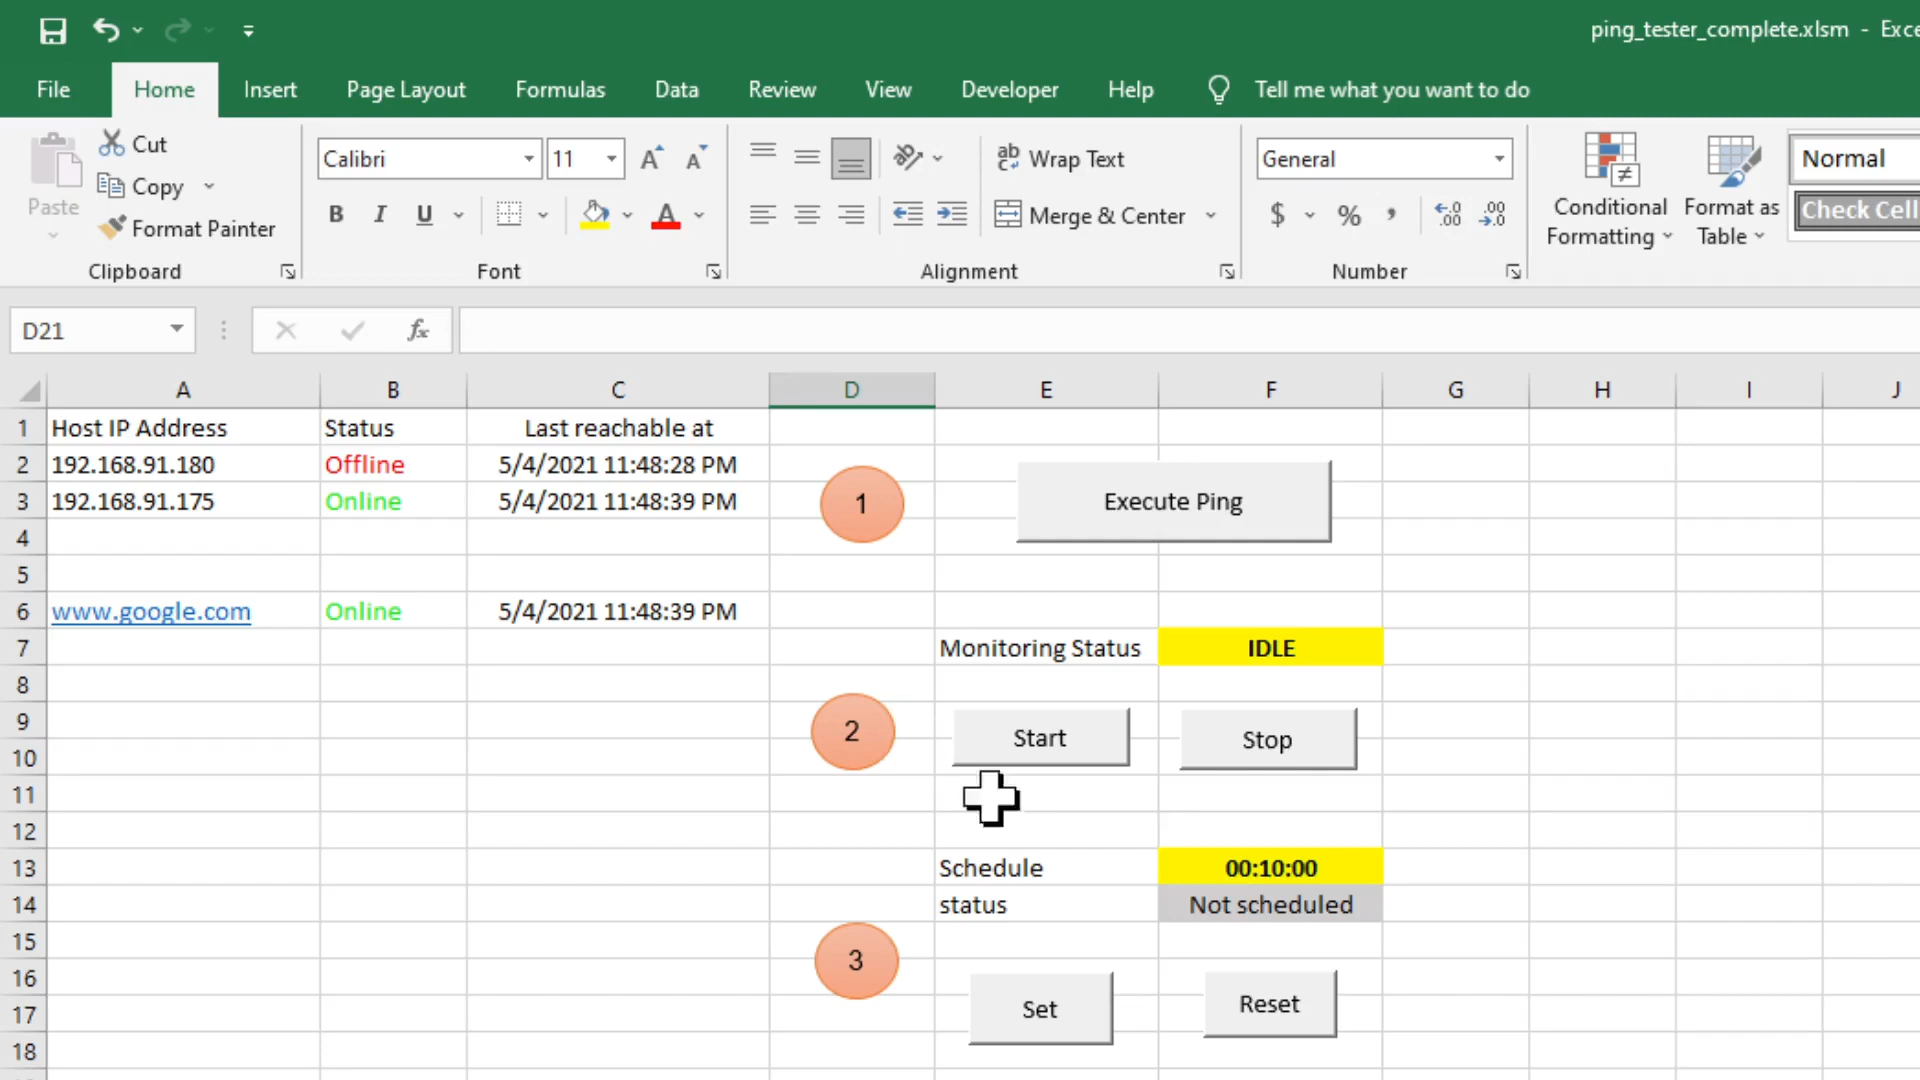 ping_tester_complete.xlsm - Exce
File Home Insert Page Layout Formulas Data Review View Developer Help Tell me what you want to do
Paste
Cut
Copy
Format Painter
Clipboard
Calibri 11
B I U
Font
Wrap Text
Merge & Center
Alignment
General
$ % ,
Number
Conditional Formatting
Format as Table
Normal
Check Cell
D21 fx
A B C D E F G H I J
1 Host IP Address Status Last reachable at
2 192.168.91.180 Offline 5/4/2021 11:48:28 PM
3 192.168.91.175 Online 5/4/2021 11:48:39 PM 1 Execute Ping
4
5
6 www.google.com Online 5/4/2021 11:48:39 PM
7 Monitoring Status IDLE
8
9 2 Start Stop
10
11
12
13 Schedule 00:10:00
14 status Not scheduled
15
16 3
17 Set Reset
18